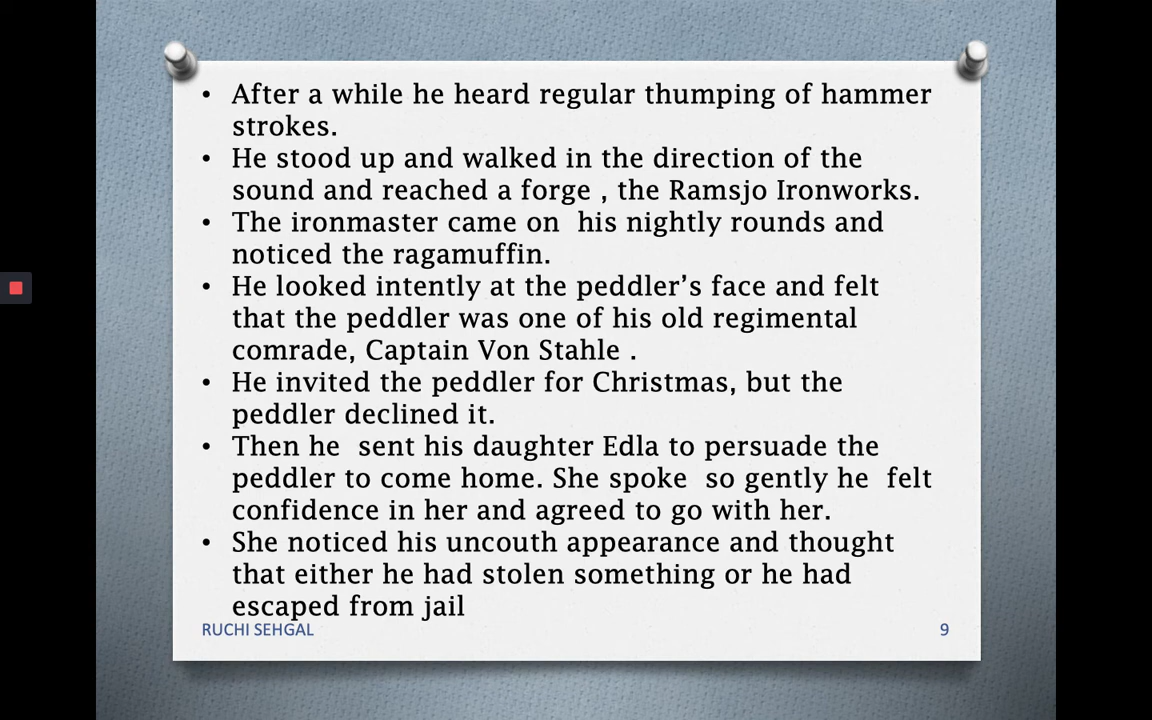 • After a while he heard regular thumping of hammer
strokes.
• He stood up and walked in the direction of the
sound and reached a forge , the Ramsjo Ironworks.
• The ironmaster came on  his nightly rounds and
noticed the ragamuffin.
• He looked intently at the peddler’s face and felt
that the peddler was one of his old regimental
comrade, Captain Von Stahle .
• He invited the peddler for Christmas, but the
peddler declined it.
• Then he  sent his daughter Edla to persuade the
peddler to come home. She spoke  so gently he  felt
confidence in her and agreed to go with her.
• She noticed his uncouth appearance and thought
that either he had stolen something or he had
escaped from jail
RUCHI SEHGAL 9